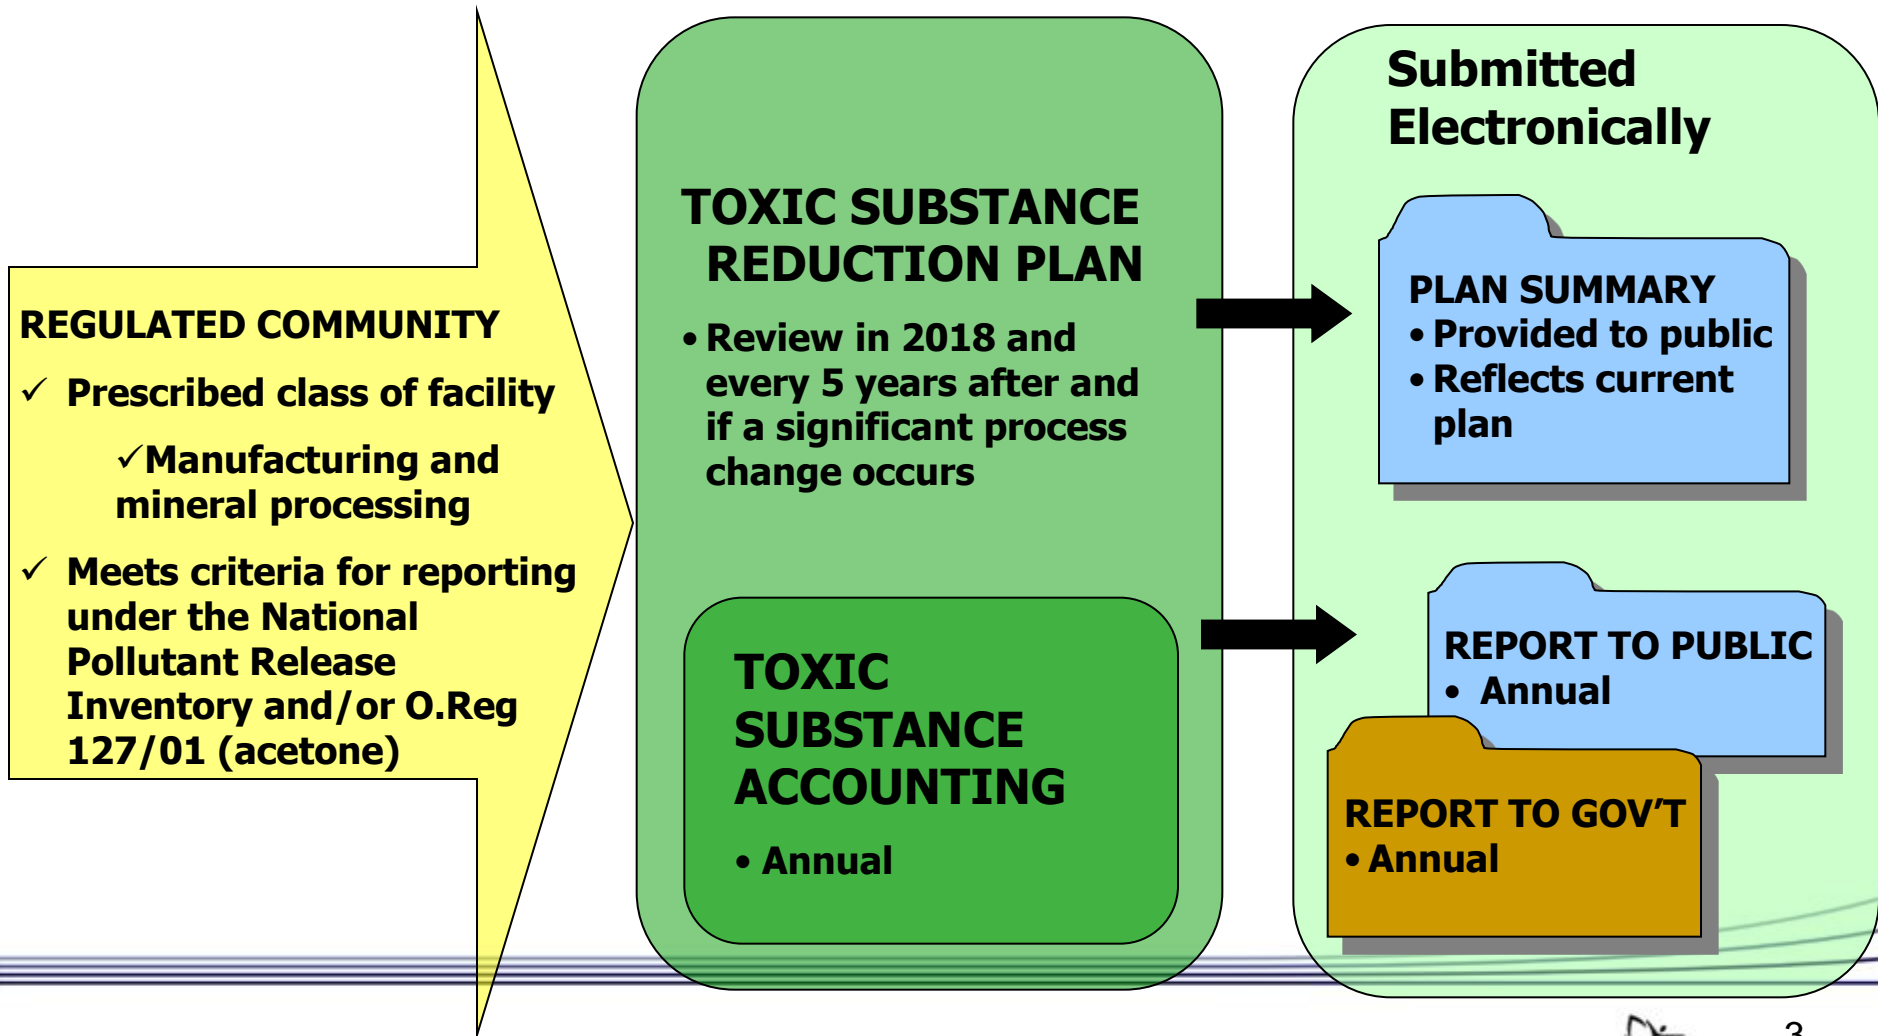 REGULATED COMMUNITY
✓ Prescribed class of facility
✓Manufacturing and
mineral processing
✓ Meets criteria for reporting
under the National
Pollutant Release
Inventory and/or O.Reg
127/01 (acetone)
TOXIC SUBSTANCE
REDUCTION PLAN
• Review in 2018 and
every 5 years after and
if a significant process
change occurs
TOXIC
SUBSTANCE
ACCOUNTING
• Annual
Submitted
Electronically
PLAN SUMMARY
• Provided to public
• Reflects current
plan
REPORT TO PUBLIC
• Annual
REPORT TO GOV’T
• Annual
3